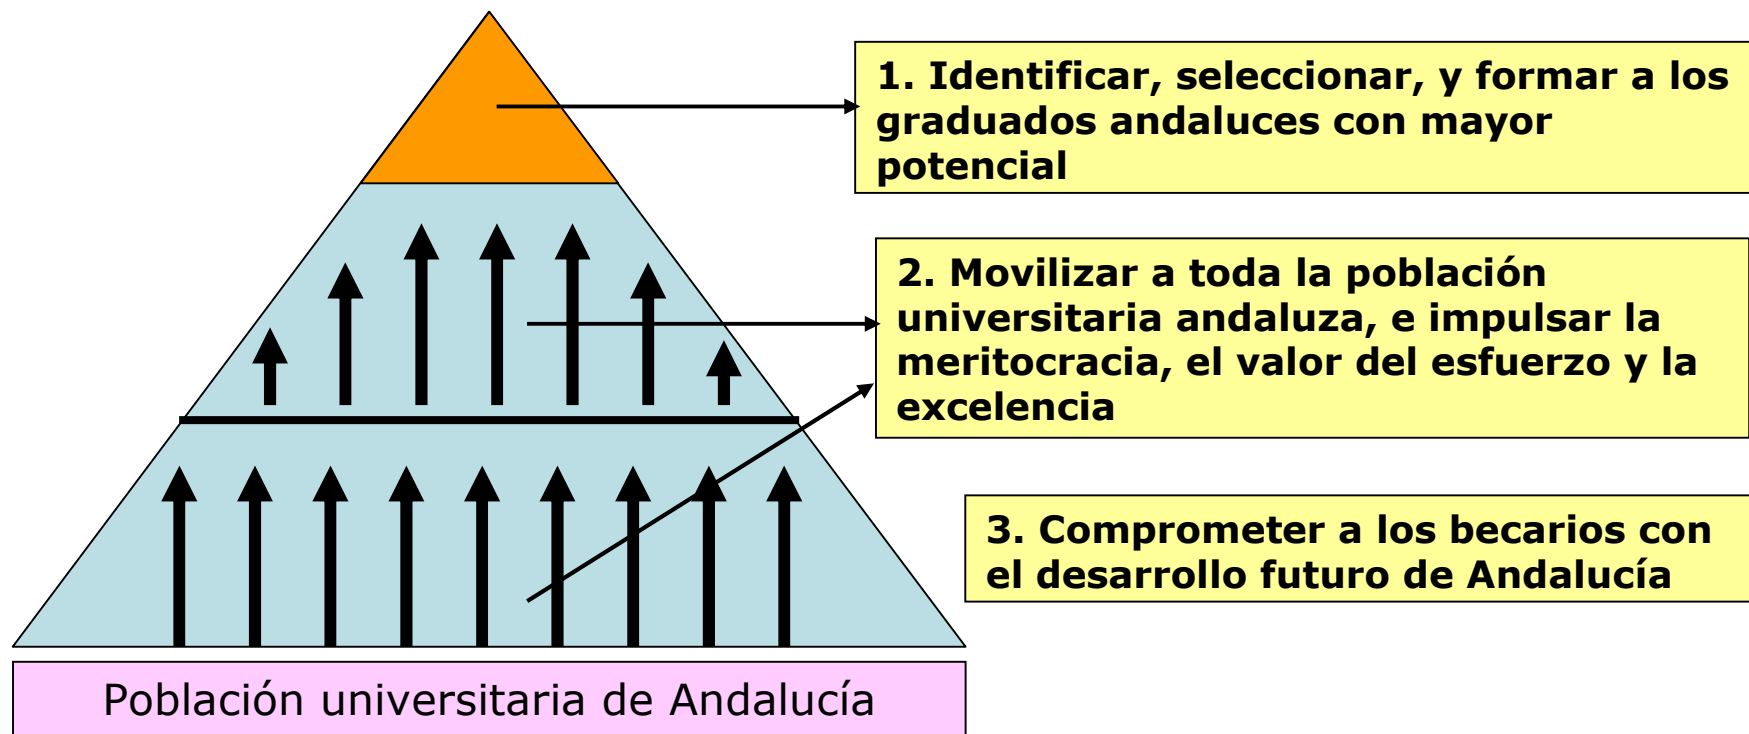 1. Identificar, seleccionar, y formar a los
graduados andaluces con mayor
potencial
2. Movilizar a toda la población
universitaria andaluza, e impulsar la
meritocracia, el valor del esfuerzo y la
excelencia
3. Comprometer a los becarios con
el desarrollo futuro de Andalucía
Población universitaria de Andalucía